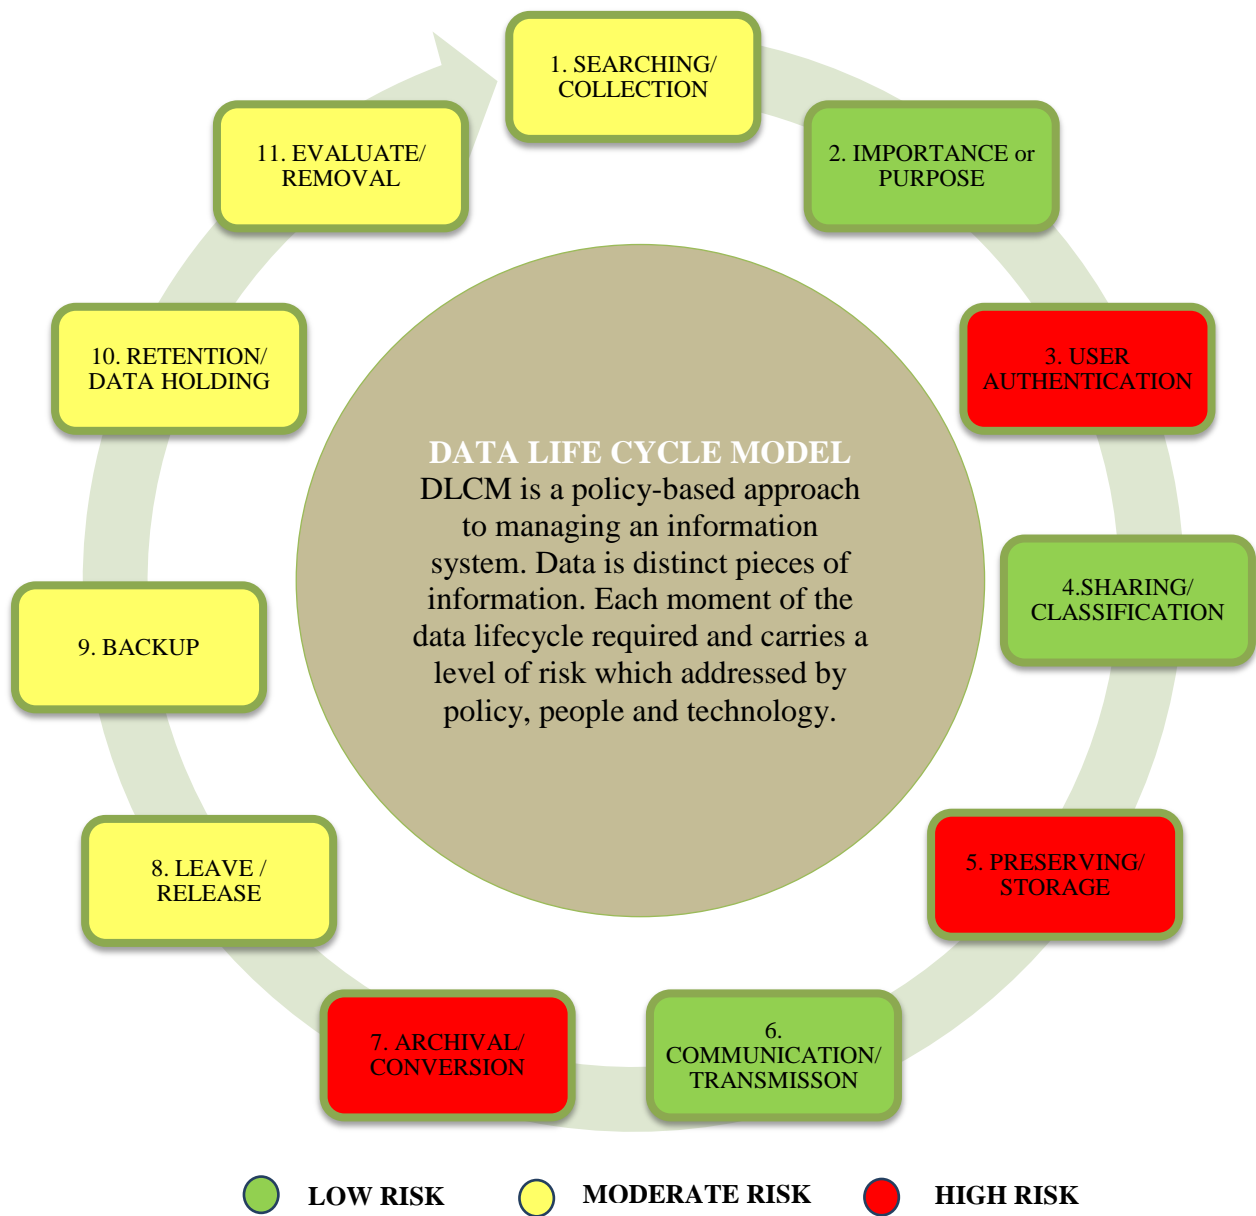 1. SEARCHING/
COLLECTION
2. IMPORTANCE or
PURPOSE
3. USER
AUTHENTICATION
4.SHARING/
CLASSIFICATION
5. PRESERVING/
STORAGE
6.
COMMUNICATION/
TRANSMISSON
7. ARCHIVAL/
CONVERSION
8. LEAVE /
RELEASE
9. BACKUP
10. RETENTION/
DATA HOLDING
11. EVALUATE/
REMOVAL
DATA LIFE CYCLE MODEL
DLCM is a policy-based approach
to managing an information
system. Data is distinct pieces of
information. Each moment of the
data lifecycle required and carries a
level of risk which addressed by
policy, people and technology.
LOW RISK
MODERATE RISK
HIGH RISK